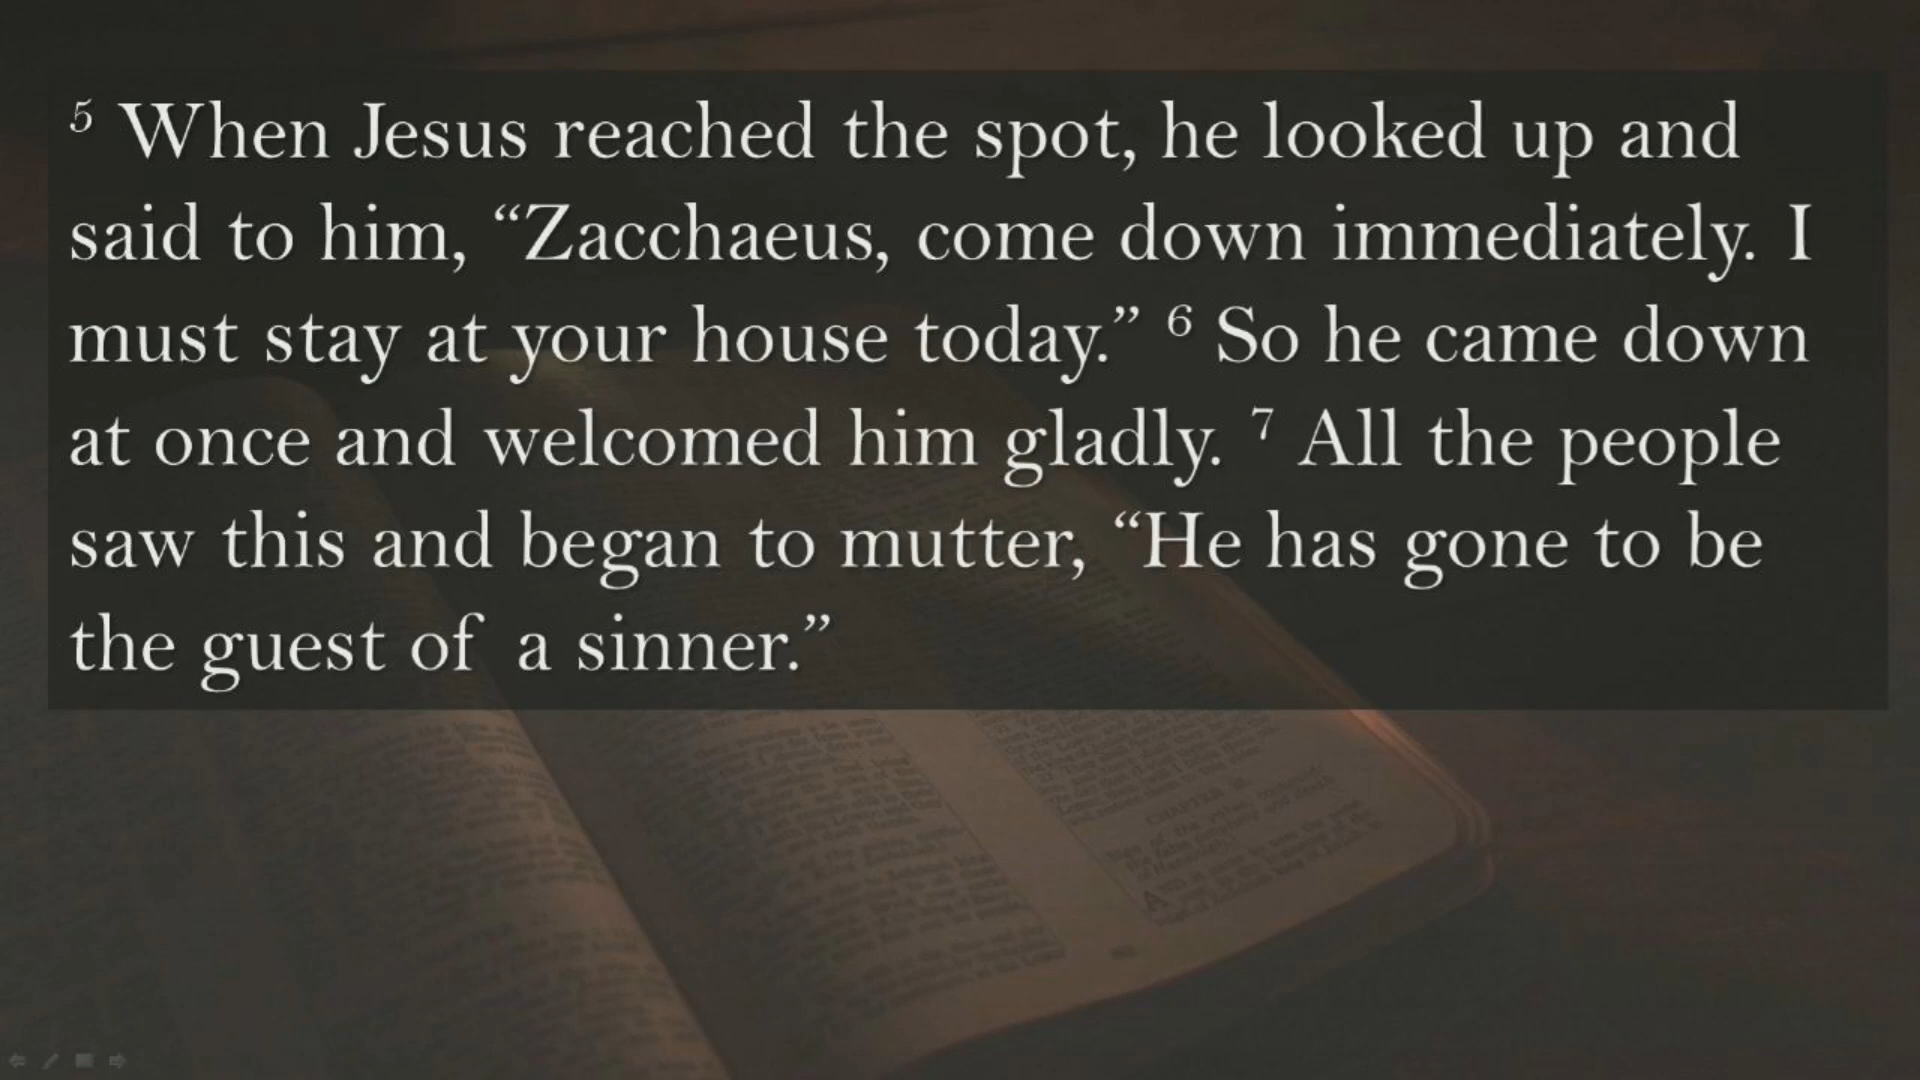 ⁵ When Jesus reached the spot, he looked up and
said to him, “Zacchaeus, come down immediately. I
must stay at your house today.” ⁶ So he came down
at once and welcomed him gladly. ⁷ All the people
saw this and began to mutter, “He has gone to be
the guest of  a sinner.”